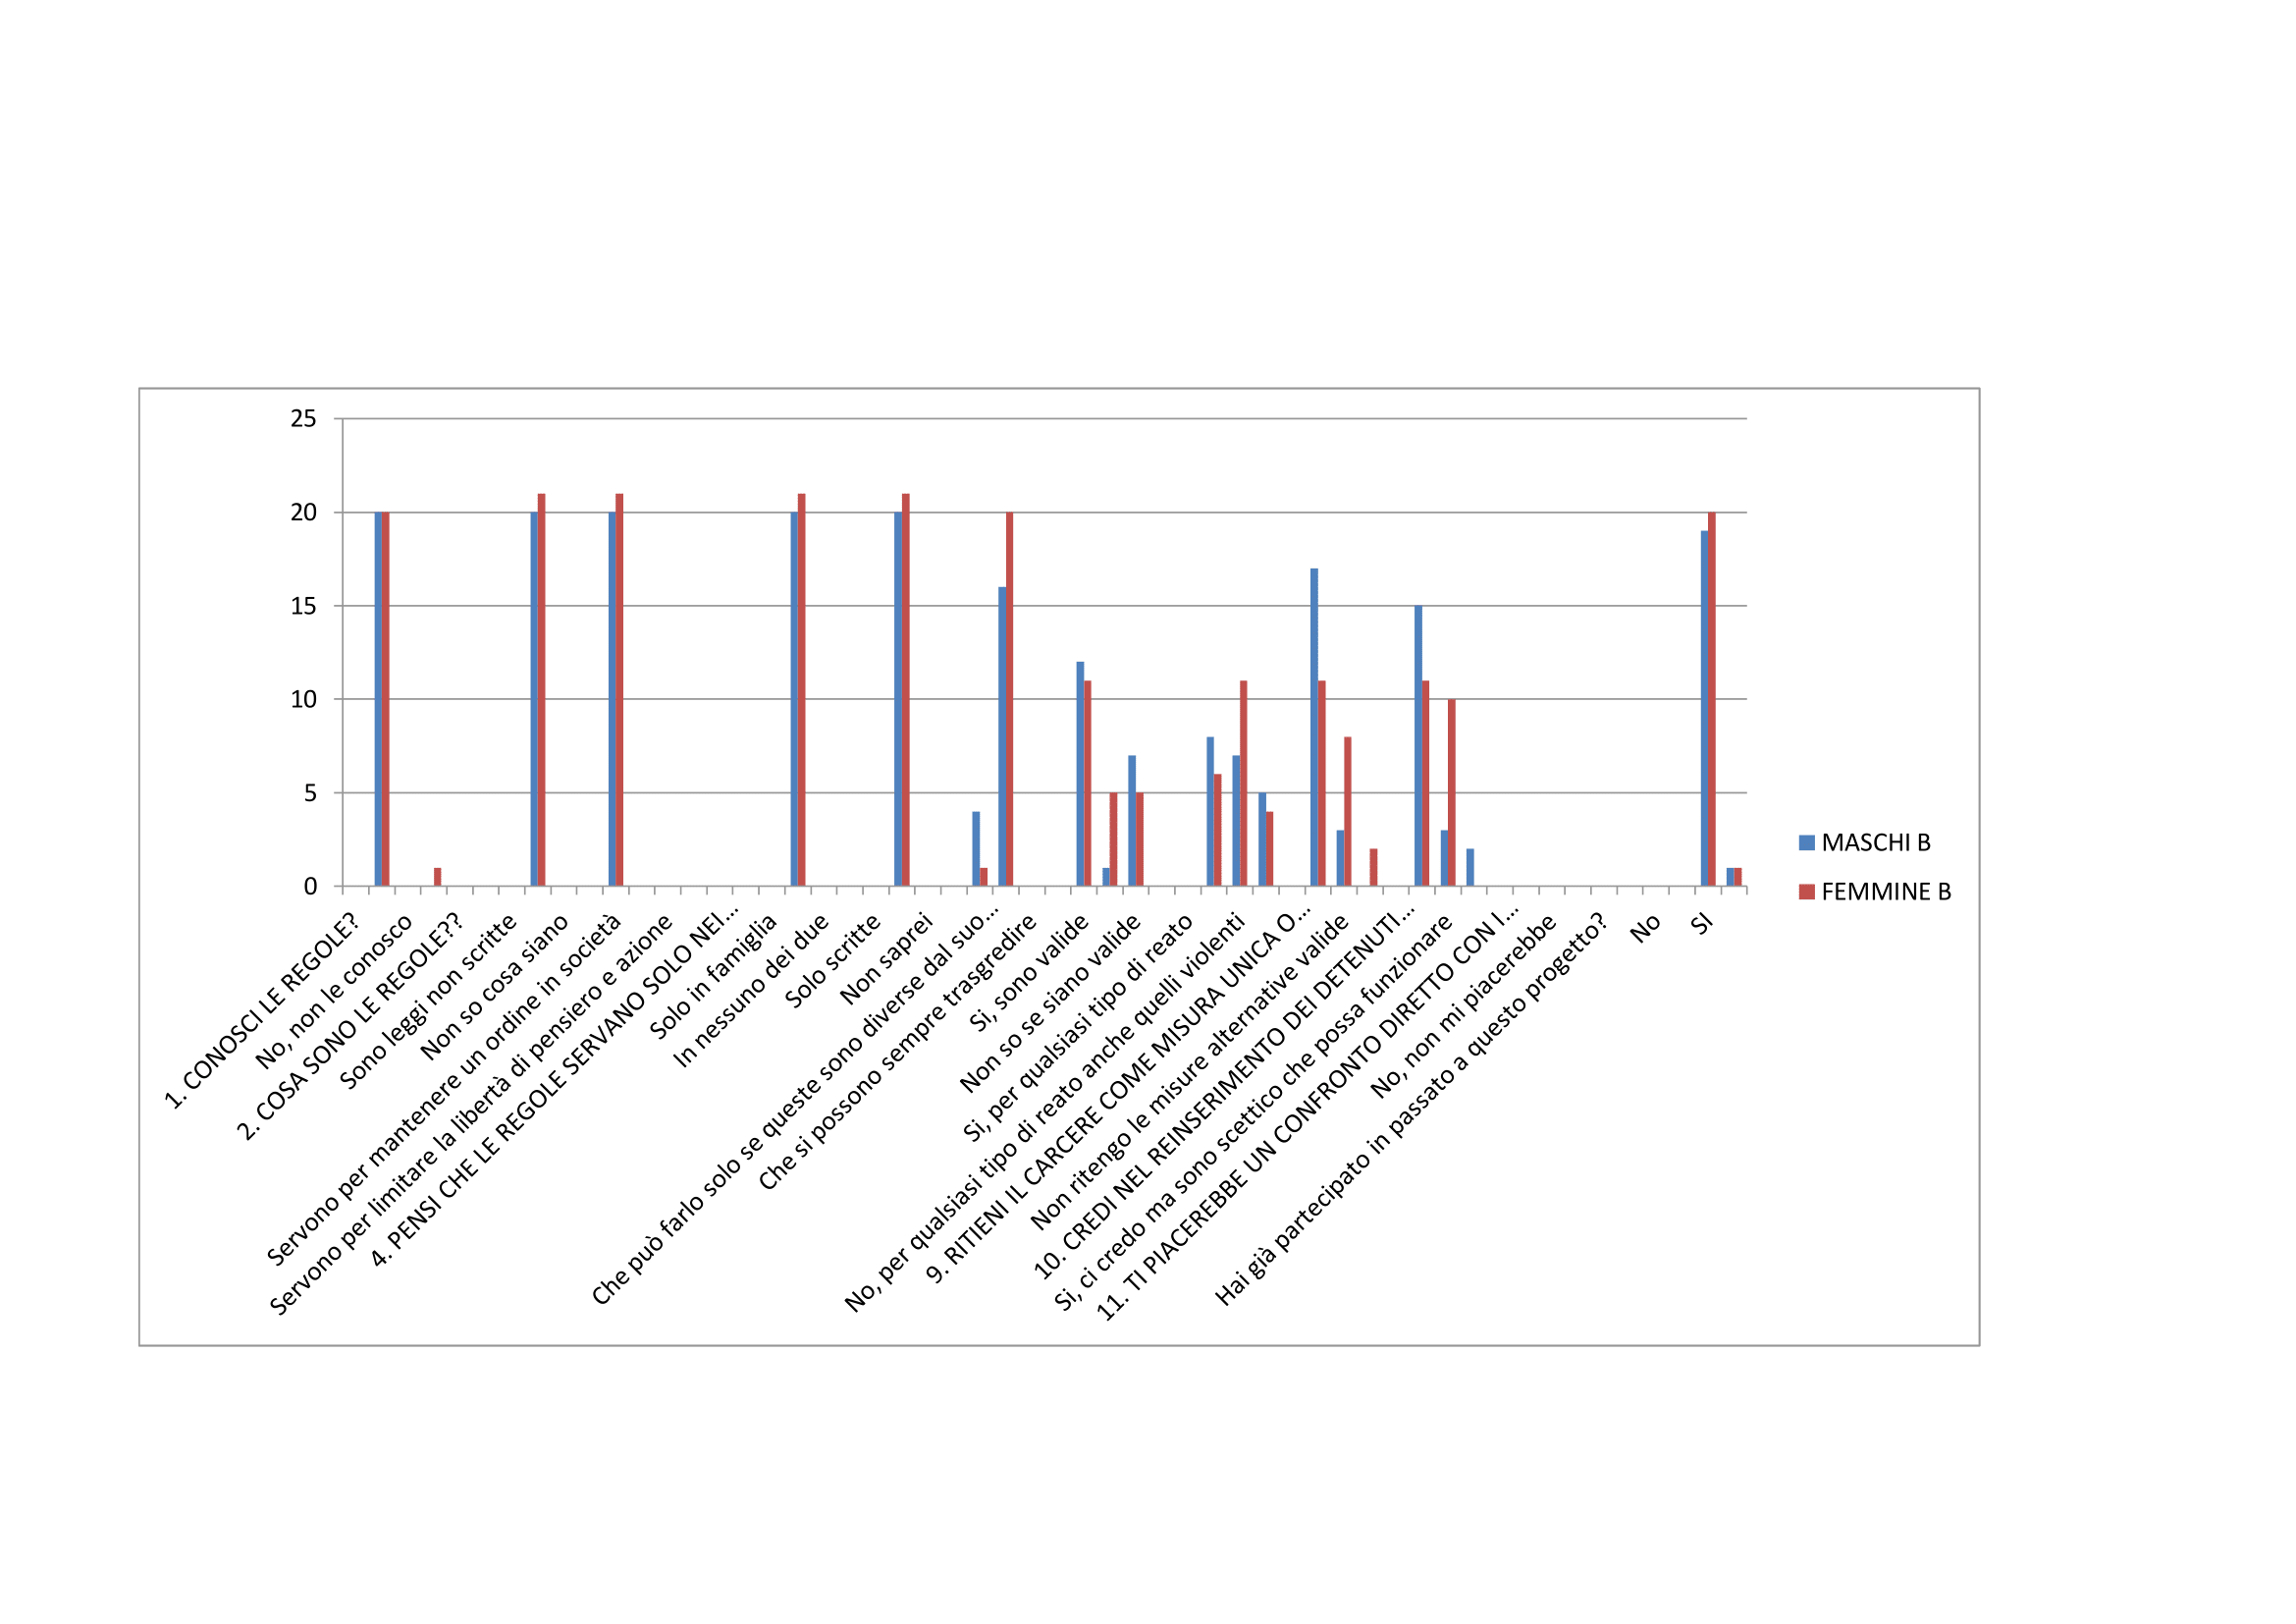 25
20
15
10
5
0
MASCHI B
FEMMINE B
1. CONOSCI LE REGOLE?
No, non le conosco
2. COSA SONO LE REGOLE??
Sono leggi non scritte
Non so cosa siano
Servono per mantenere un ordine in società
Servono per limitare la libertà di pensiero e azione
4. PENSI CHE LE REGOLE SERVANO SOLO NEI...
Solo in famiglia
In nessuno dei due
Solo scritte
Non saprei
Che può farlo solo se queste sono diverse dal suo...
Che si possono sempre trasgredire
Si, sono valide
Non so se siano valide
Si, per qualsiasi tipo di reato
No, per qualsiasi tipo di reato anche quelli violenti
9. RITIENI IL CARCERE COME MISURA UNICA O...
Non ritengo le misure alternative valide
10. CREDI NEL REINSERIMENTO DEI DETENUTI...
Si, ci credo ma sono scettico che possa funzionare
11. TI PIACEREBBE UN CONFRONTO DIRETTO CON I...
No, non mi piacerebbe
Hai già partecipato in passato a questo progetto?
No
SI